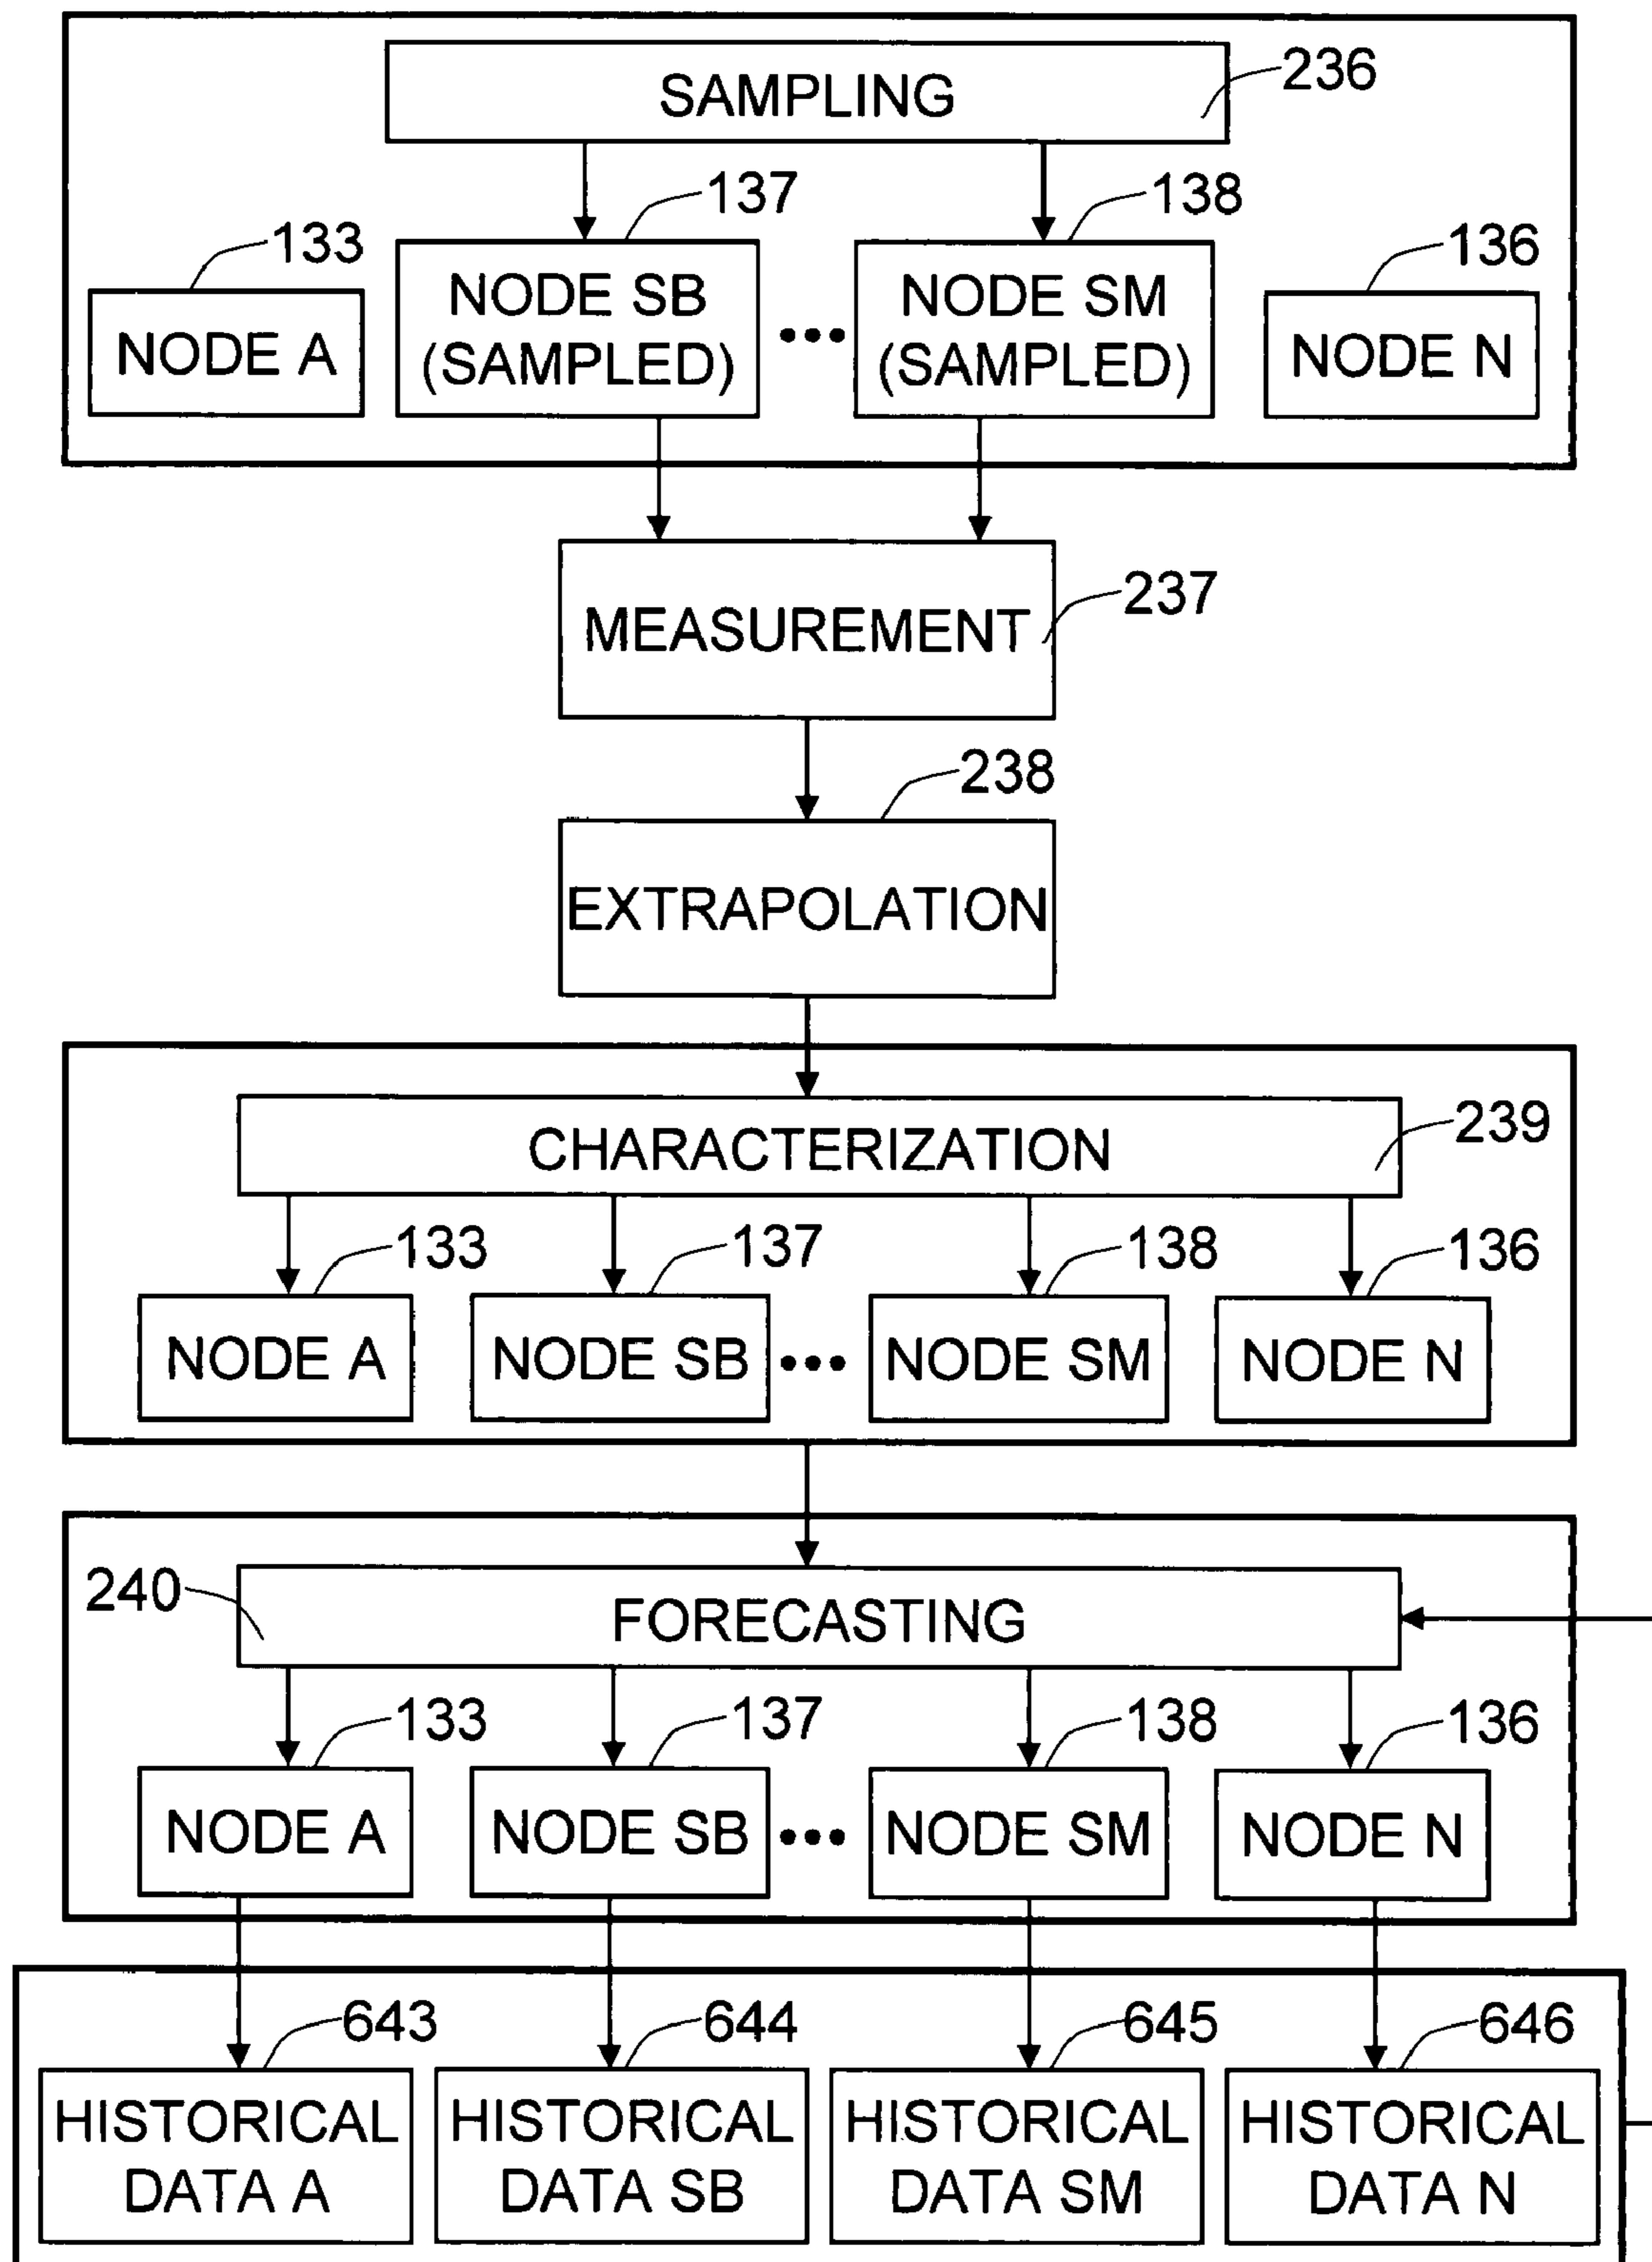 SAMPLING
236
137
138
133
136
NODE A
NODE SB
(SAMPLED)
NODE SM
(SAMPLED)
NODE N
MEASUREMENT
237
238
EXTRAPOLATION
CHARACTERIZATION
239
133
137
138
136
NODE A
NODE SB
NODE SM
NODE N
240
FORECASTING
133
137
138
136
NODE A
NODE SB
NODE SM
NODE N
643
644
645
646
HISTORICAL
DATA A
HISTORICAL
DATA SB
HISTORICAL
DATA SM
HISTORICAL
DATA N